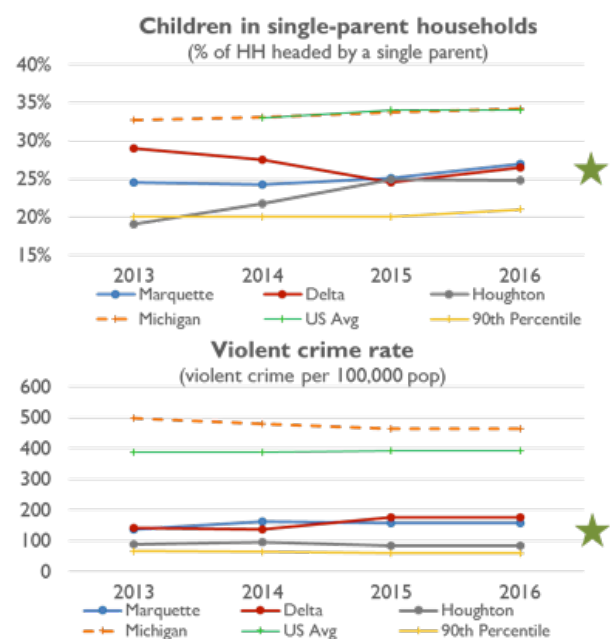 Children in single-parent households
(% of HH headed by a single parent)
40%
35%
30%
25%
20%
15%
2013 2014 2015 2016
Marquette Delta Houghton
Michigan US Avg 90th Percentile
Violent crime rate
(violent crime per 100,000 pop)
600
500
400
300
200
100
0
2013 2014 2015 2016
Marquette Delta Houghton
Michigan US Avg 90th Percentile